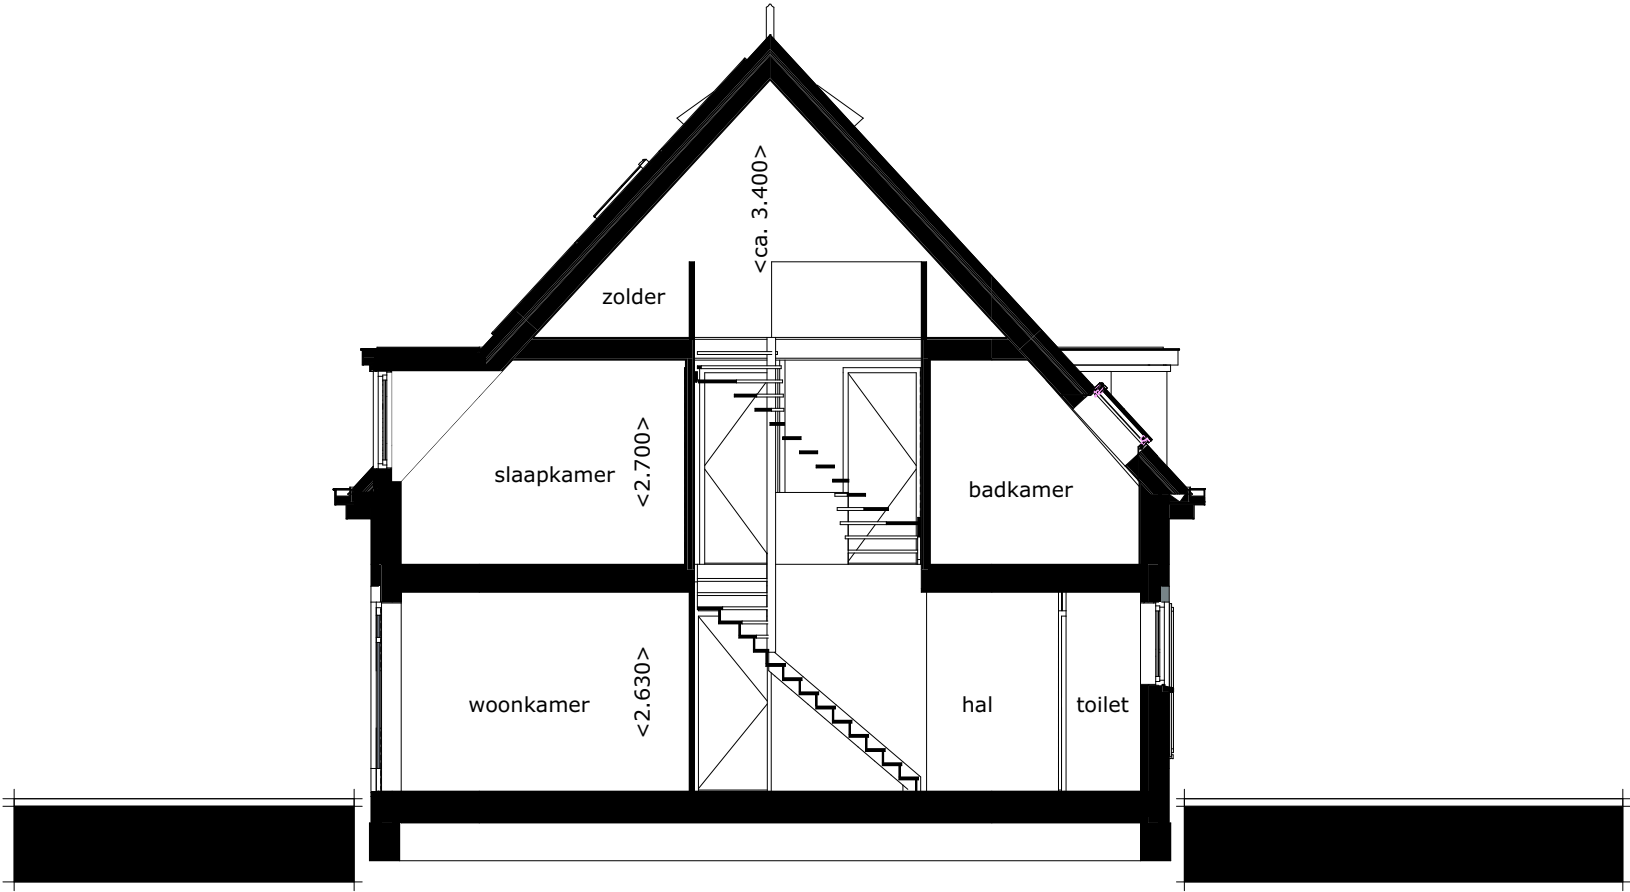 <ca. 3.400>
zolder
slaapkamer
<2.700>
badkamer
woonkamer
<2.630>
hal
toilet